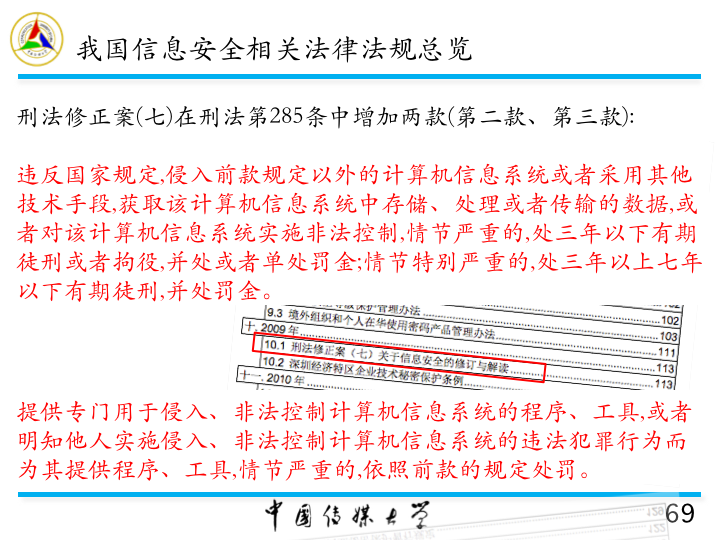 我国信息安全相关法律法规总览
刑法修正案(七)在刑法第285条中增加两款(第二款、第三款):
违反国家规定,侵入前款规定以外的计算机信息系统或者采用其他
技术手段,获取该计算机信息系统中存储、处理或者传输的数据,或
者对该计算机信息系统实施非法控制,情节严重的,处三年以下有期
徒刑或者拘役,并处或者单处罚金;情节特别严重的,处三年以上七年
以下有期徒刑,并处罚金。
9.3 境外组织和个人在华使用密码产品管理办法 102
十. 2009年 103
10.1 刑法修正案（七）关于信息安全的修订与解读 111
10.2 深圳经济特区企业技术秘密保护条例 113
十一. 2010年 113
提供专门用于侵入、非法控制计算机信息系统的程序、工具,或者
明知他人实施侵入、非法控制计算机信息系统的违法犯罪行为而
为其提供程序、工具,情节严重的,依照前款的规定处罚。
中国传媒大学
69